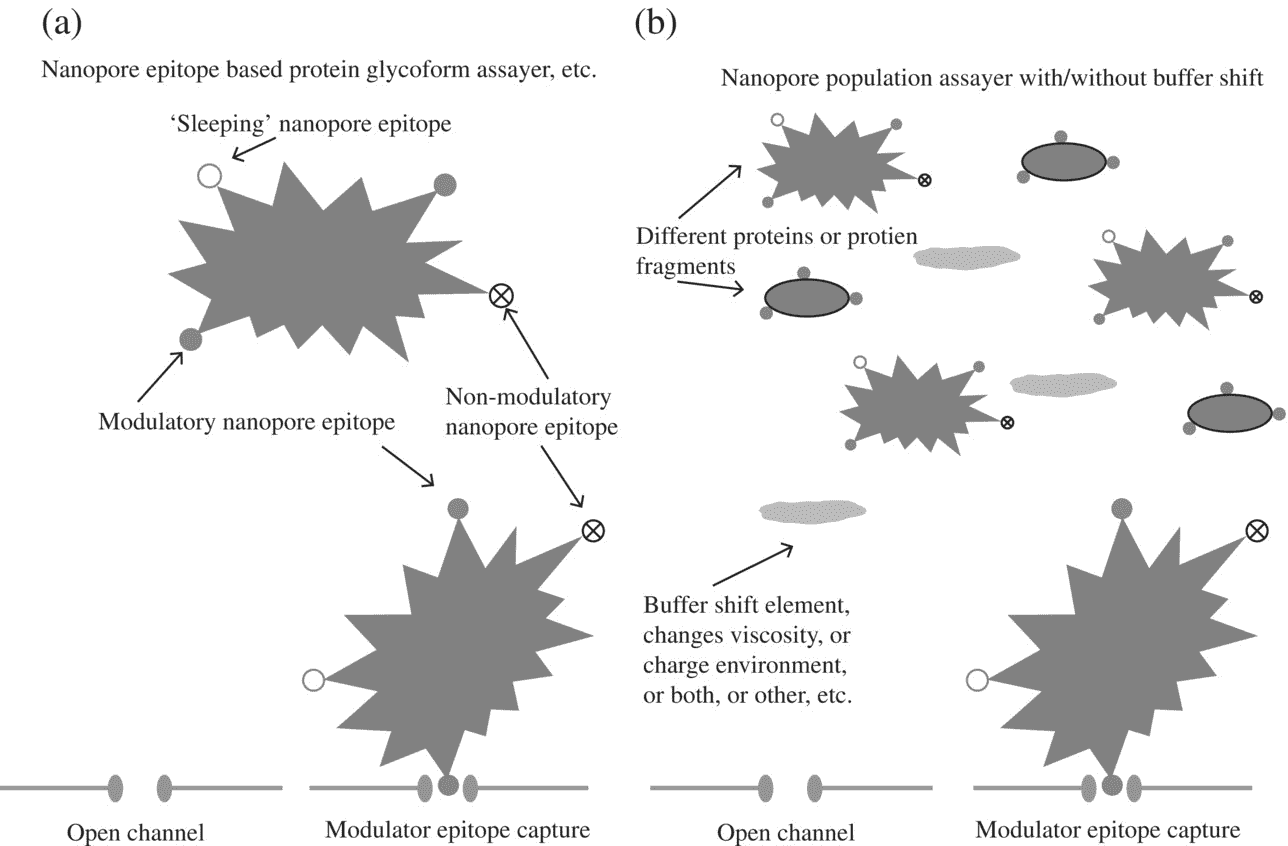 (a)
Nanopore epitope based protein glycoform assayer, etc.
‘Sleeping’ nanopore epitope
Modulatory nanopore epitope
Non-modulatory
nanopore epitope
Open channel
Modulator epitope capture
(b)
Nanopore population assayer with/without buffer shift
Different proteins or protien
fragments
Buffer shift element,
changes viscosity, or
charge environment,
or both, or other, etc.
Open channel
Modulator epitope capture